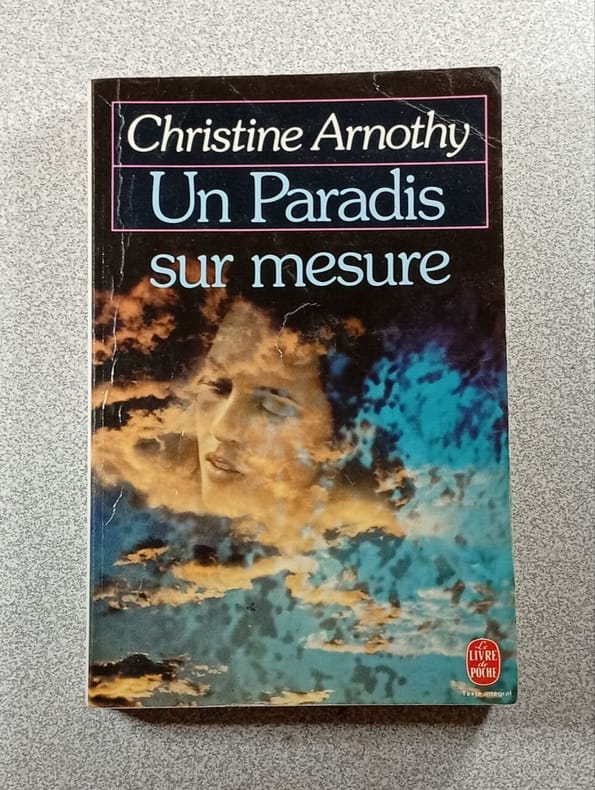 Christine Arnothy
Un Paradis
sur mesure
Le
LIVRE
de
POCHE
Texte intégral